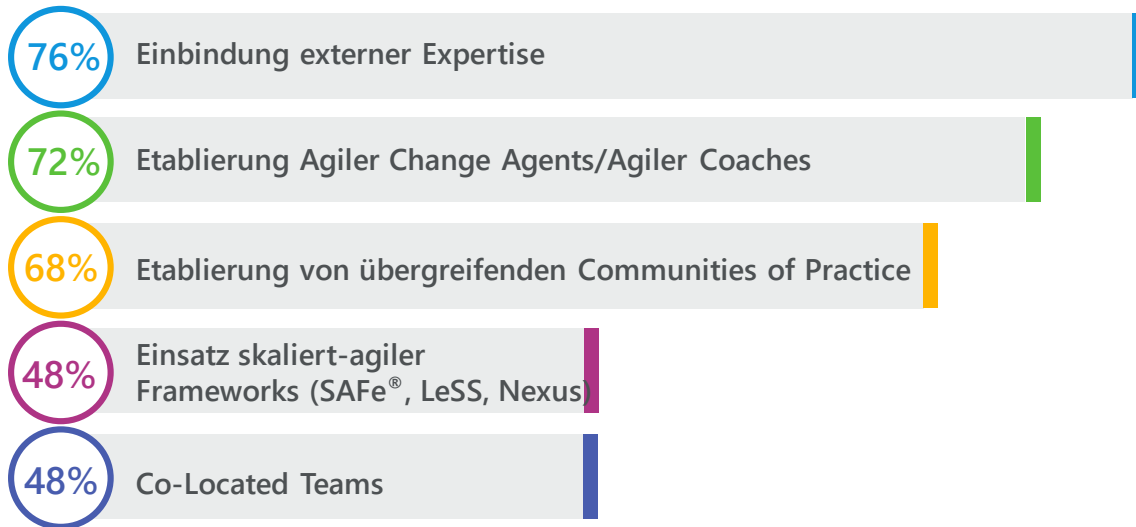 76% Einbindung externer Expertise
72% Etablierung Agiler Change Agents/Agiler Coaches
68% Etablierung von übergreifenden Communities of Practice
48% Einsatz skaliert-agiler
Frameworks (SAFe®, LeSS, Nexus)
48% Co-Located Teams